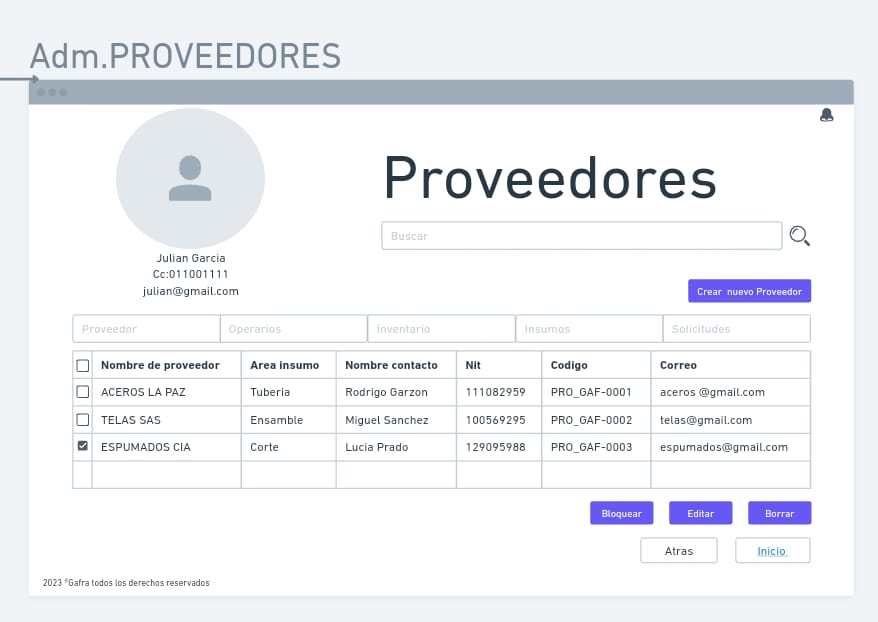 Adm.PROVEEDORES
Proveedores
Buscar
Julian Garcia
Cc:011001111
julian@gmail.com
Crear nuevo Proveedor
Proveedor Operarios Inventario Insumos Solicitudes
Nombre de proveedor Area insumo Nombre contacto Nit Codigo Correo
ACEROS LA PAZ Tuberia Rodrigo Garzon 111082959 PRO_GAF-0001 aceros @gmail.com
TELAS SAS Ensamble Miguel Sanchez 100569295 PRO_GAF-0002 telas@gmail.com
ESPUMADOS CIA Corte Lucia Prado 129095988 PRO_GAF-0003 espumados@gmail.com
Bloquear Editar Borrar
Atras Inicio
2023 °Gafra todos los derechos reservados